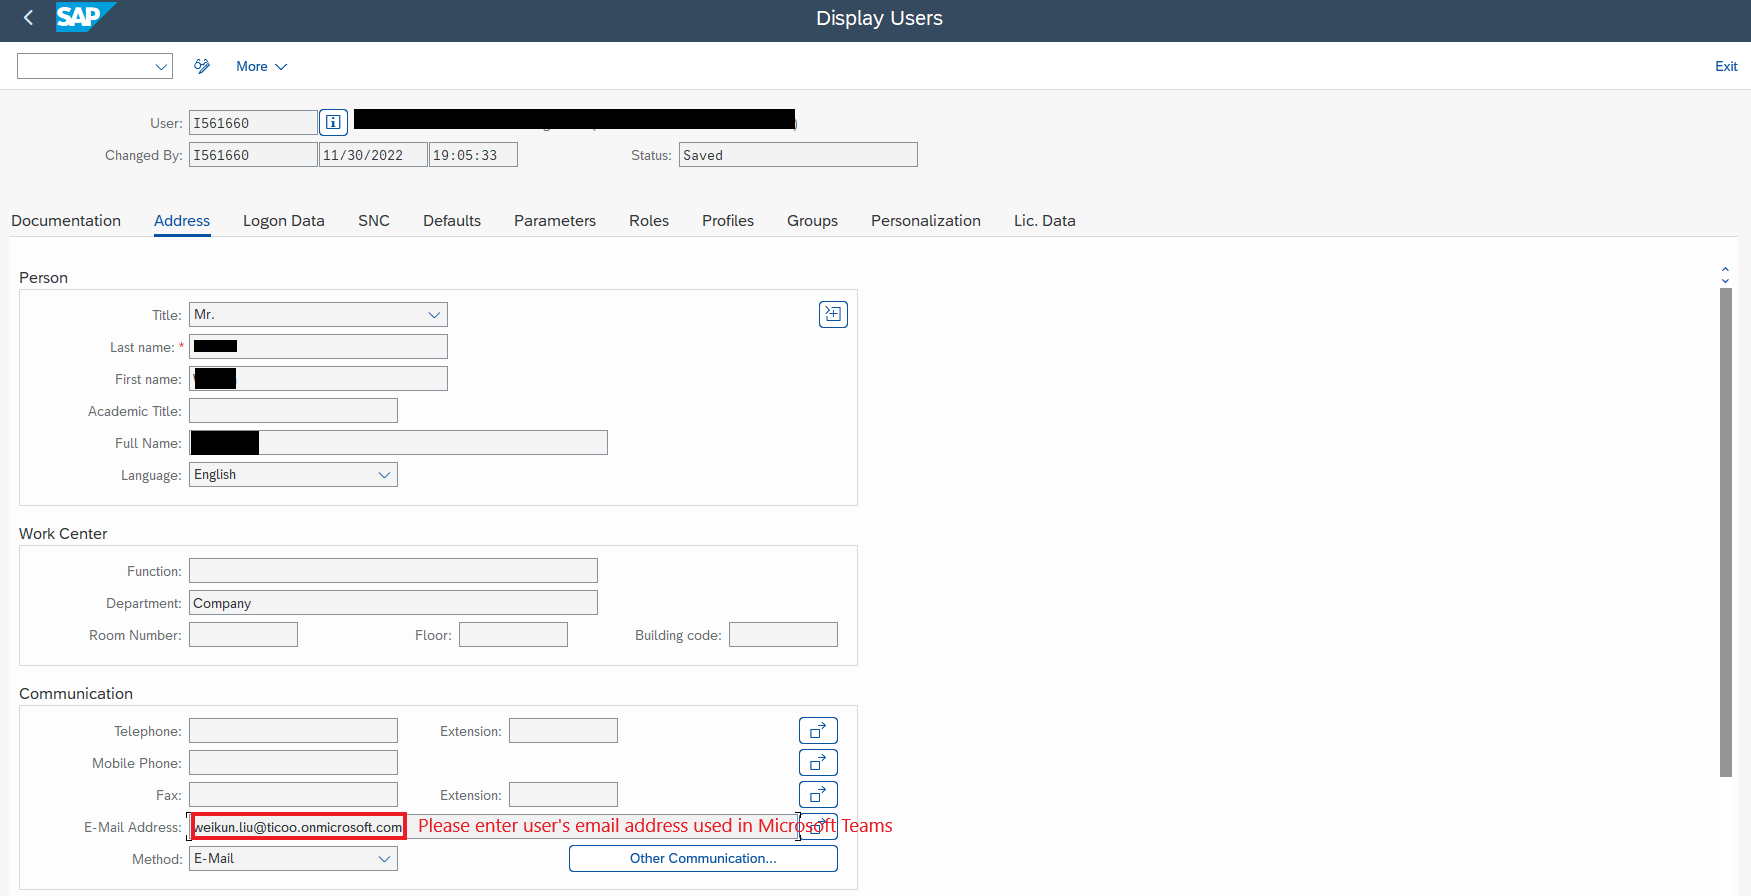 SAP Display Users
More Exit
User: I561660
Changed By: I561660 11/30/2022 19:05:33 Status: Saved
Documentation Address Logon Data SNC Defaults Parameters Roles Profiles Groups Personalization Lic. Data
Person
Title: Mr.
Last name: *
First name:
Academic Title:
Full Name:
Language: English
Work Center
Function:
Department: Company
Room Number: Floor: Building code:
Communication
Telephone: Extension:
Mobile Phone:
Fax: Extension:
E-Mail Address: weikun.liu@ticoo.onmicrosoft.com Please enter user's email address used in Microsoft Teams
Method: E-Mail Other Communication...